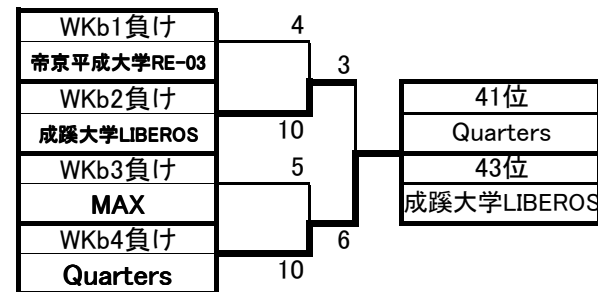 WKb1負け
帝京平成大学RE-03
WKb2負け
成蹊大学LIBEROS
WKb3負け
MAX
WKb4負け
Quarters
4
10
5
10
3
6
41位
Quarters
43位
成蹊大学LIBEROS